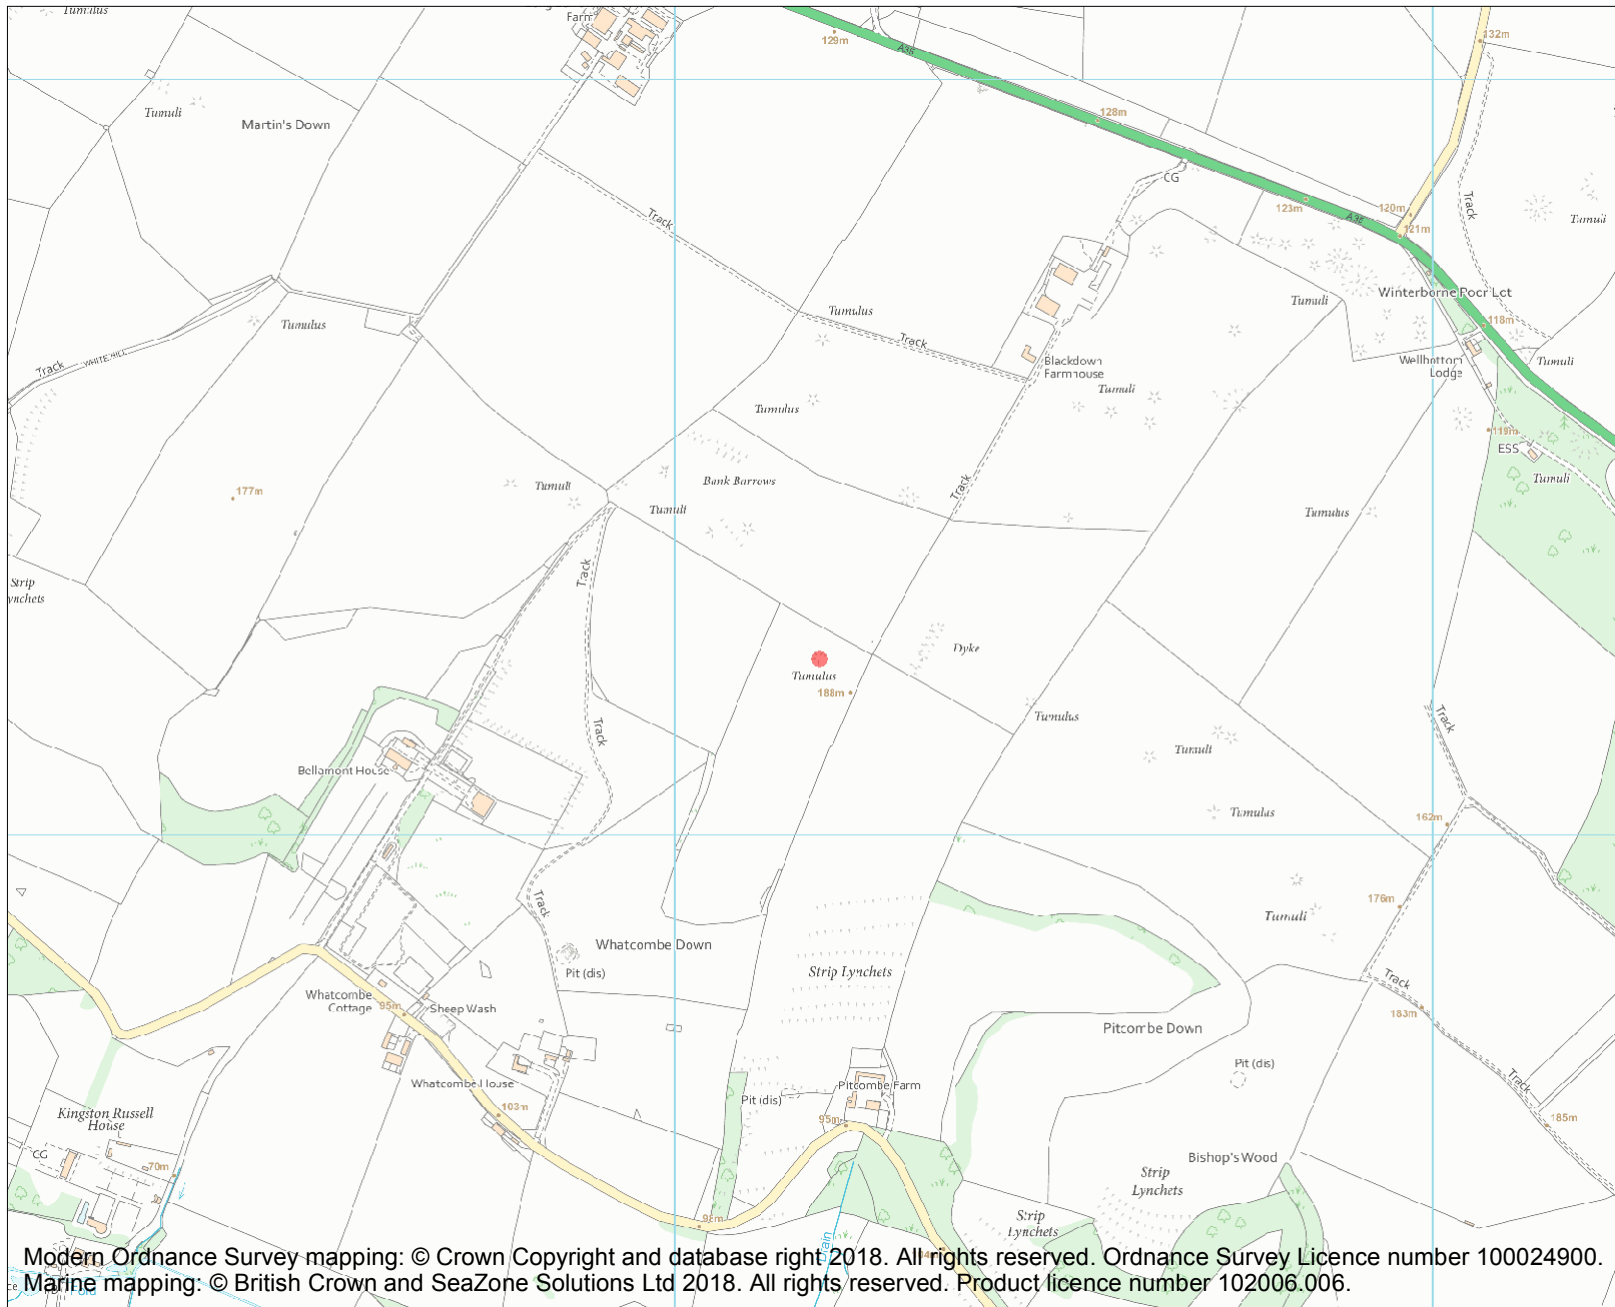 Tumulus
Farm
129m
A35
132m
Tumuli
Martin's Down
128m
CG
Track
123m
A35
120m
121m
Track
Tumuli
Track
Tumulus
Tumulus
Tumuli
Winterborne Poor Lot
118m
Track
WHITE HILL
Track
Blackdown
Farmhouse
Tumuli
Wellbottom
Lodge
Tumuli
Tumulus
119m
ESS
Tumuli
177m
Tumuli
Bank Barrows
Tumuli
Track
Tumulus
Strip
ynchets
Track
Dyke
Tumulus
188m
Track
Tumulus
Track
Tumuli
Bellamont House
Tumulus
162m
Track
176m
Tumuli
Whatcombe Down
Pit (dis)
Strip Lynchets
Track
183m
Whatcombe
Cottage
95m
Sheep Wash
Pitcombe Down
Pit (dis)
Whatcombe House
Pitcombe Farm
Pit (dis)
Track
103m
95m
185m
Kingston Russell
House
CG
70m
Bishop's Wood
Strip
Lynchets
Strip
Lynchets
98m
Drain
Modern Ordnance Survey mapping: © Crown Copyright and database right 2018. All rights reserved. Ordnance Survey Licence number 100024900.
Marine mapping: © British Crown and SeaZone Solutions Ltd 2018. All rights reserved. Product licence number 102006.006.
Ford